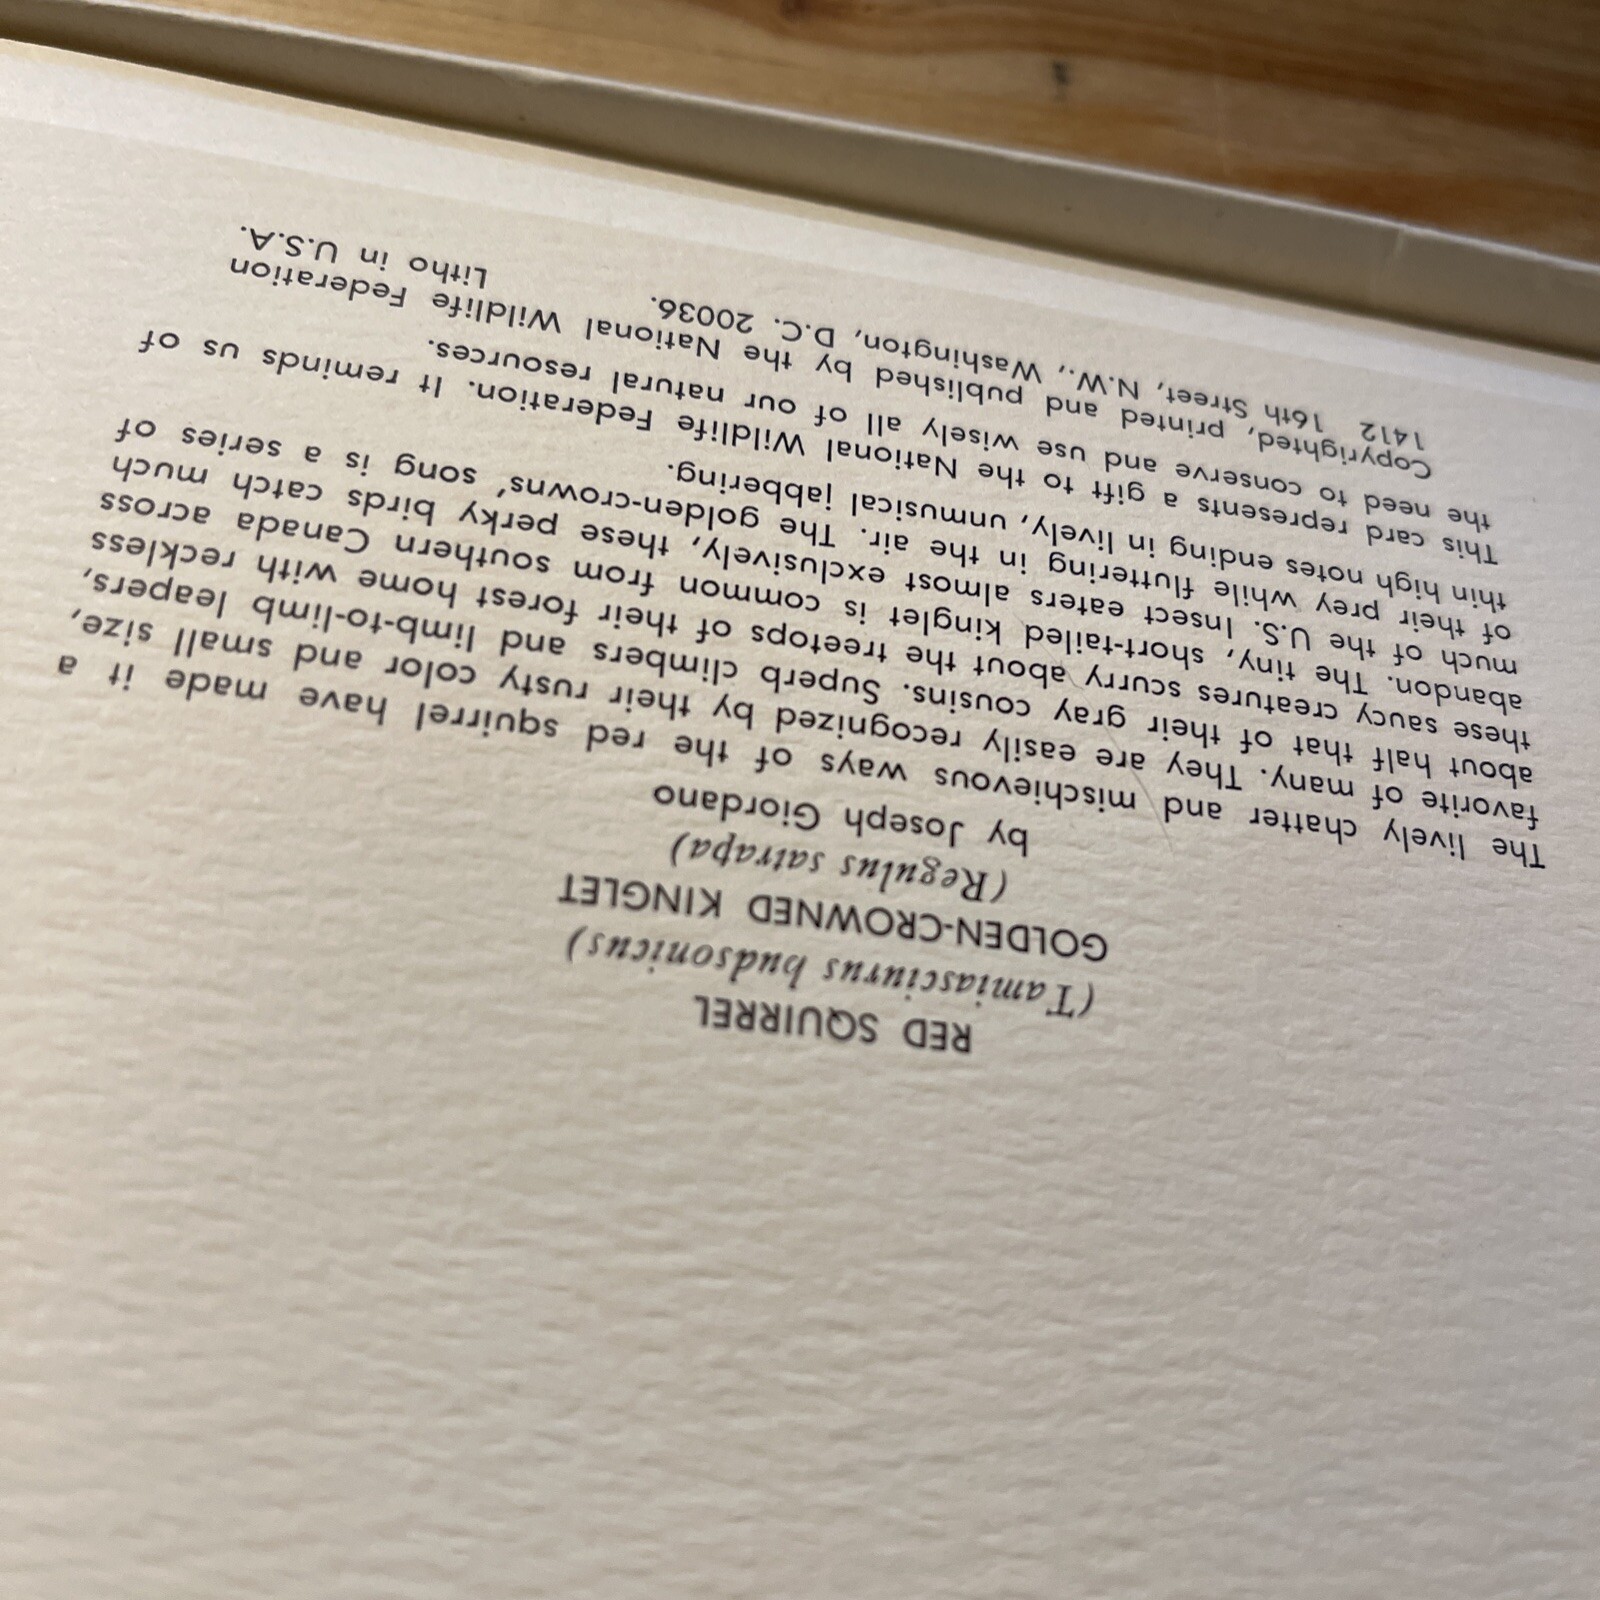 RED SQUIRREL
(Tamiasciurus hudsonicus)
GOLDEN-CROWNED KINGLET
(Regulus satrapa)
by Joseph Giordano
The lively chatter and mischievous ways of the red squirrel have made it a
favorite of many. They are easily recognized by their rusty color and small size,
about half that of their gray cousins. Superb climbers and limb-to-limb leapers,
these saucy creatures scurry about the treetops of their forest home with reckless
abandon. The tiny, short-tailed kinglet is common from southern Canada across
much of the U.S. Insect eaters almost exclusively, these perky birds catch much
of their prey while fluttering in the air. The golden-crowns' song is a series of
thin high notes ending in lively, unmusical jabbering.
This card represents a gift to the National Wildlife Federation. It reminds us of
the need to conserve and use wisely all of our natural resources.
Copyrighted, printed and published by the National Wildlife Federation
1412 16th Street, N.W., Washington, D.C. 20036. Litho in U.S.A.